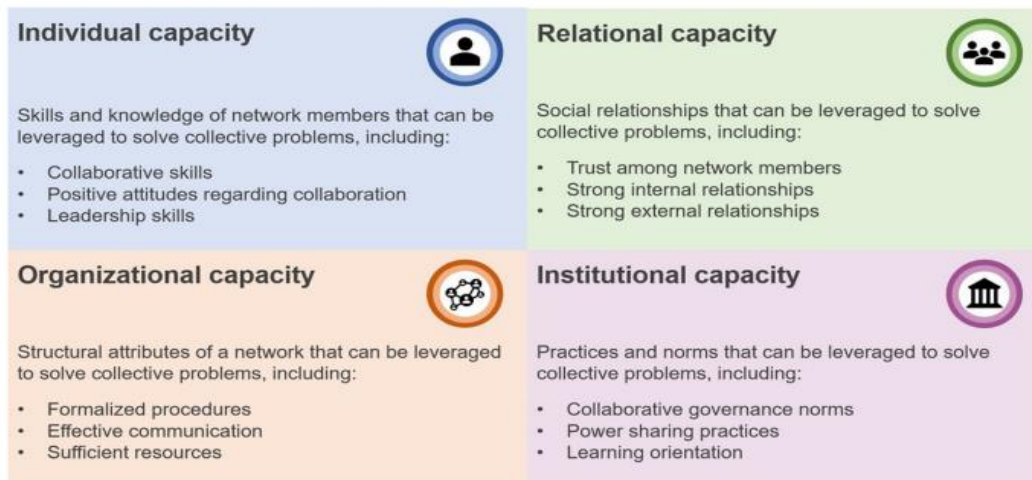 Individual capacity
Skills and knowledge of network members that can be
leveraged to solve collective problems, including:
• Collaborative skills
• Positive attitudes regarding collaboration
• Leadership skills
Relational capacity
Social relationships that can be leveraged to solve
collective problems, including:
• Trust among network members
• Strong internal relationships
• Strong external relationships
Organizational capacity
Structural attributes of a network that can be leveraged
to solve collective problems, including:
• Formalized procedures
• Effective communication
• Sufficient resources
Institutional capacity
Practices and norms that can be leveraged to solve
collective problems, including:
• Collaborative governance norms
• Power sharing practices
• Learning orientation